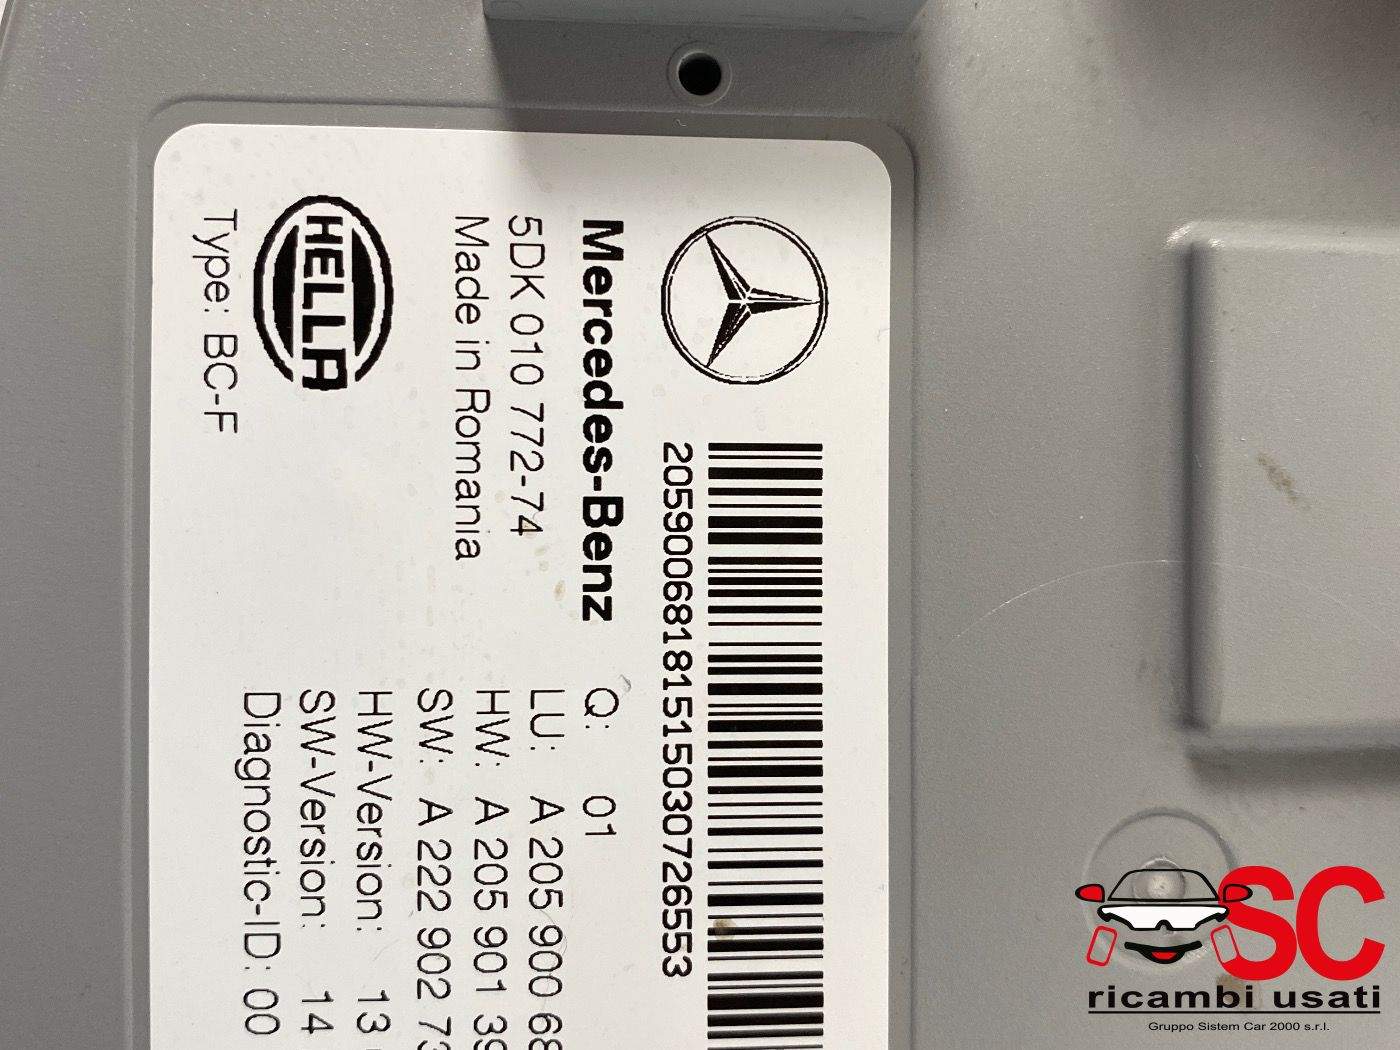 20590068181515030726553
Mercedes-Benz
5DK 010 772-74
Made in Romania
HELLA
Type: BC-F
Q: 01
LU: A 205 900 68
HW: A 205 901 39
SW: A 222 902 73
HW-Version: 13
SW-Version: 14
Diagnostic-ID: 00
SC
ricambi usati
Gruppo Sistem Car 2000 s.r.l.